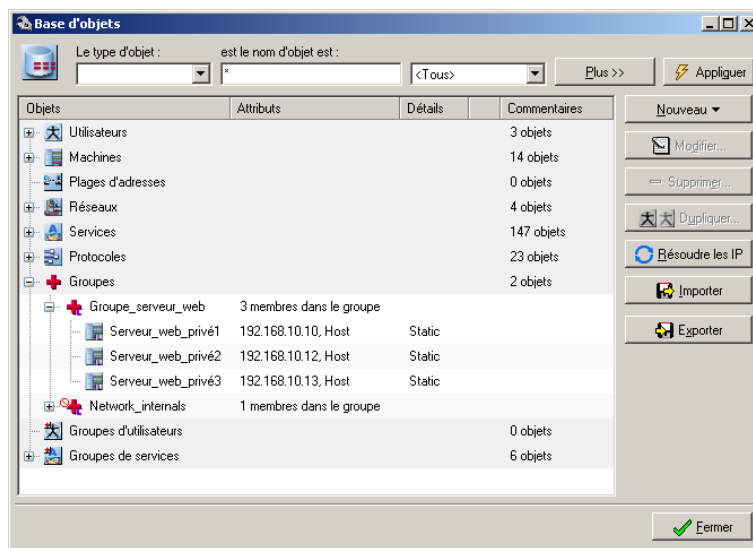 Base d'objets
Le type d'objet : est le nom d'objet est :
* <Tous> Plus >> Appliquer
Objets Attributs Détails Commentaires Nouveau
Utilisateurs 3 objets
Modifier...
Machines 14 objets
Plages d'adresses 0 objets Supprimer...
Réseaux 4 objets
Dupliquer...
Services 147 objets
Protocoles 23 objets Résoudre les IP
Groupes 2 objets
Importer
Groupe_serveur_web 3 membres dans le groupe
Serveur_web_privé1 192.168.10.10, Host Static Exporter
Serveur_web_privé2 192.168.10.12, Host Static
Serveur_web_privé3 192.168.10.13, Host Static
Network_internals 1 membres dans le groupe
Groupes d'utilisateurs 0 objets
Groupes de services 6 objets
Fermer